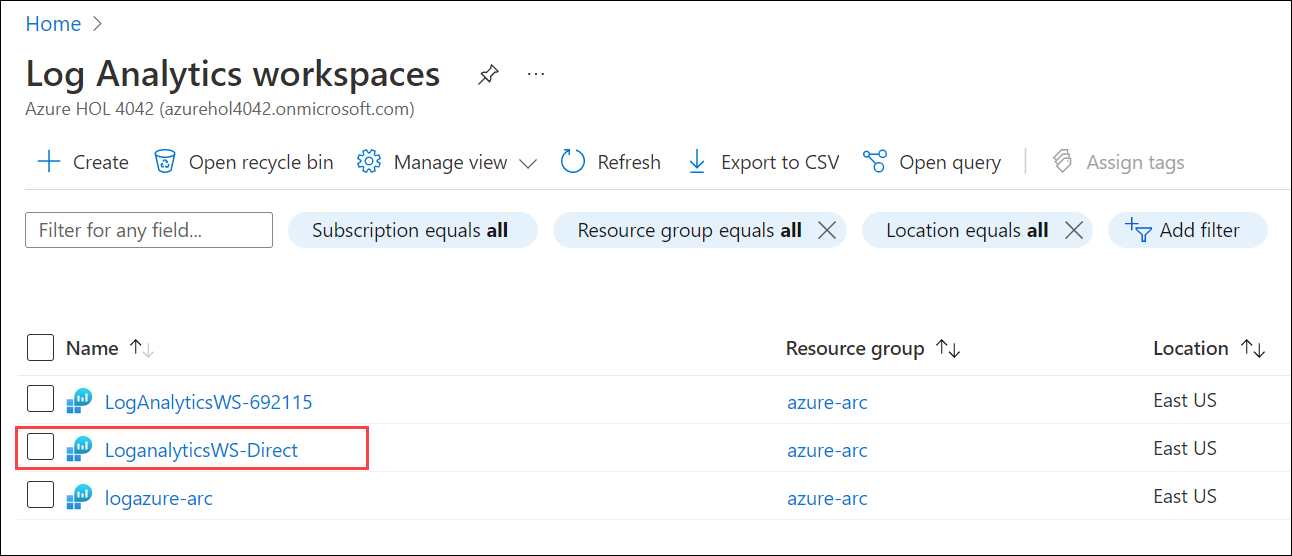 Home
Log Analytics workspaces ...
Azure HOL 4042 (azurehol4042.onmicrosoft.com)
Create Open recycle bin Manage view Refresh Export to CSV Open query Assign tags
Filter for any field... Subscription equals all Resource group equals all Location equals all Add filter
Name Resource group Location
LogAnalyticsWS-692115 azure-arc East US
LoganalyticsWS-Direct azure-arc East US
logazure-arc azure-arc East US